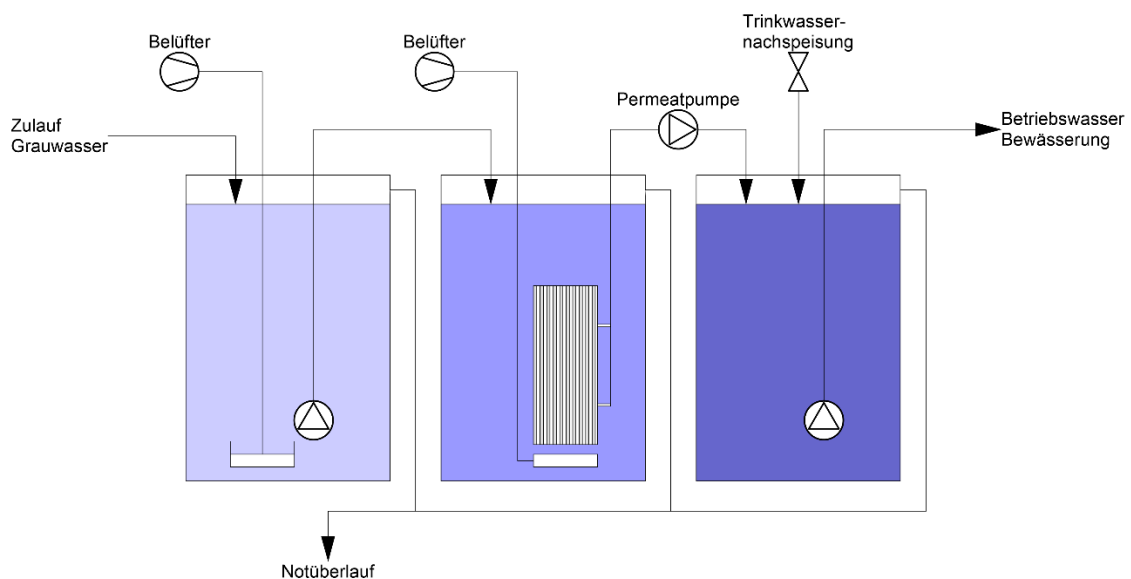 Belüfter
Belüfter
Trinkwasser-
nachspeisung
Permeatpumpe
Zulauf
Grauwasser
Betriebswasser
Bewässerung
Notüberlauf